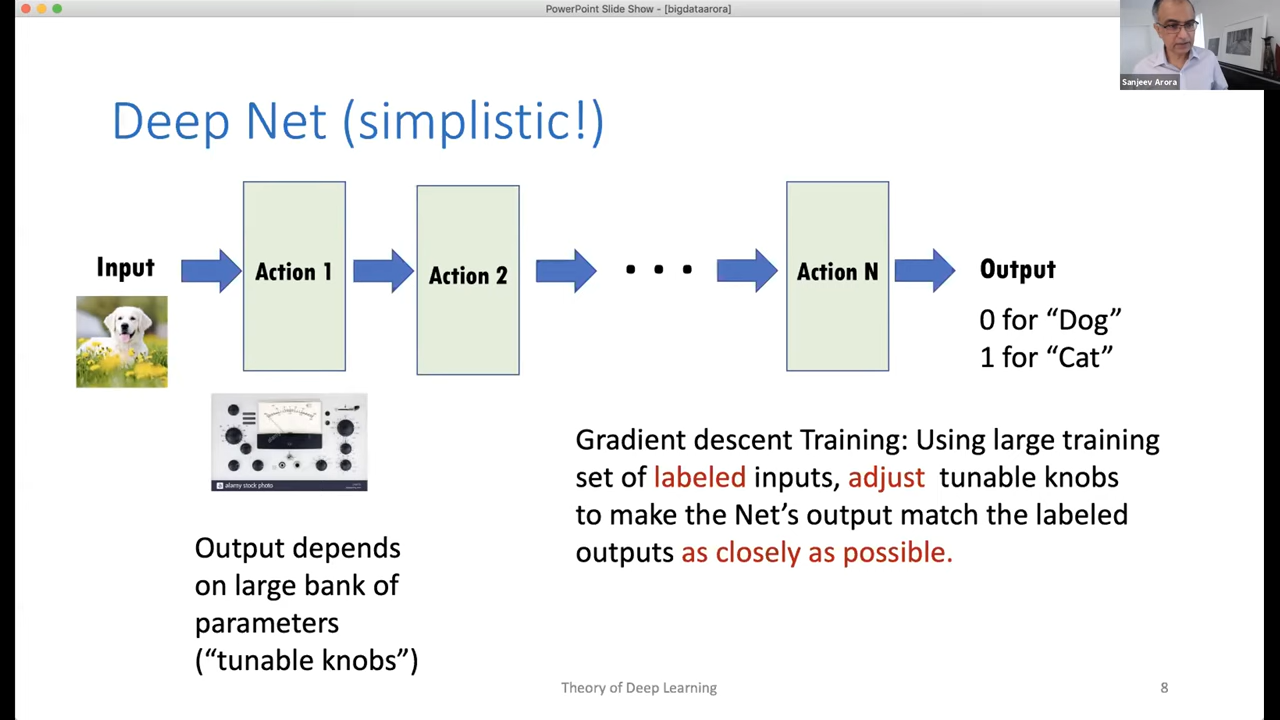 PowerPoint Slide Show - [bigdataarora]
Sanjeev Arora
Deep Net (simplistic!)
Input
Action 1
Action 2
. . .
Action N
Output
0 for “Dog”
1 for “Cat”
alamy stock photo
Output depends
on large bank of
parameters
(“tunable knobs”)
Gradient descent Training: Using large training
set of labeled inputs, adjust tunable knobs
to make the Net’s output match the labeled
outputs as closely as possible.
Theory of Deep Learning
8